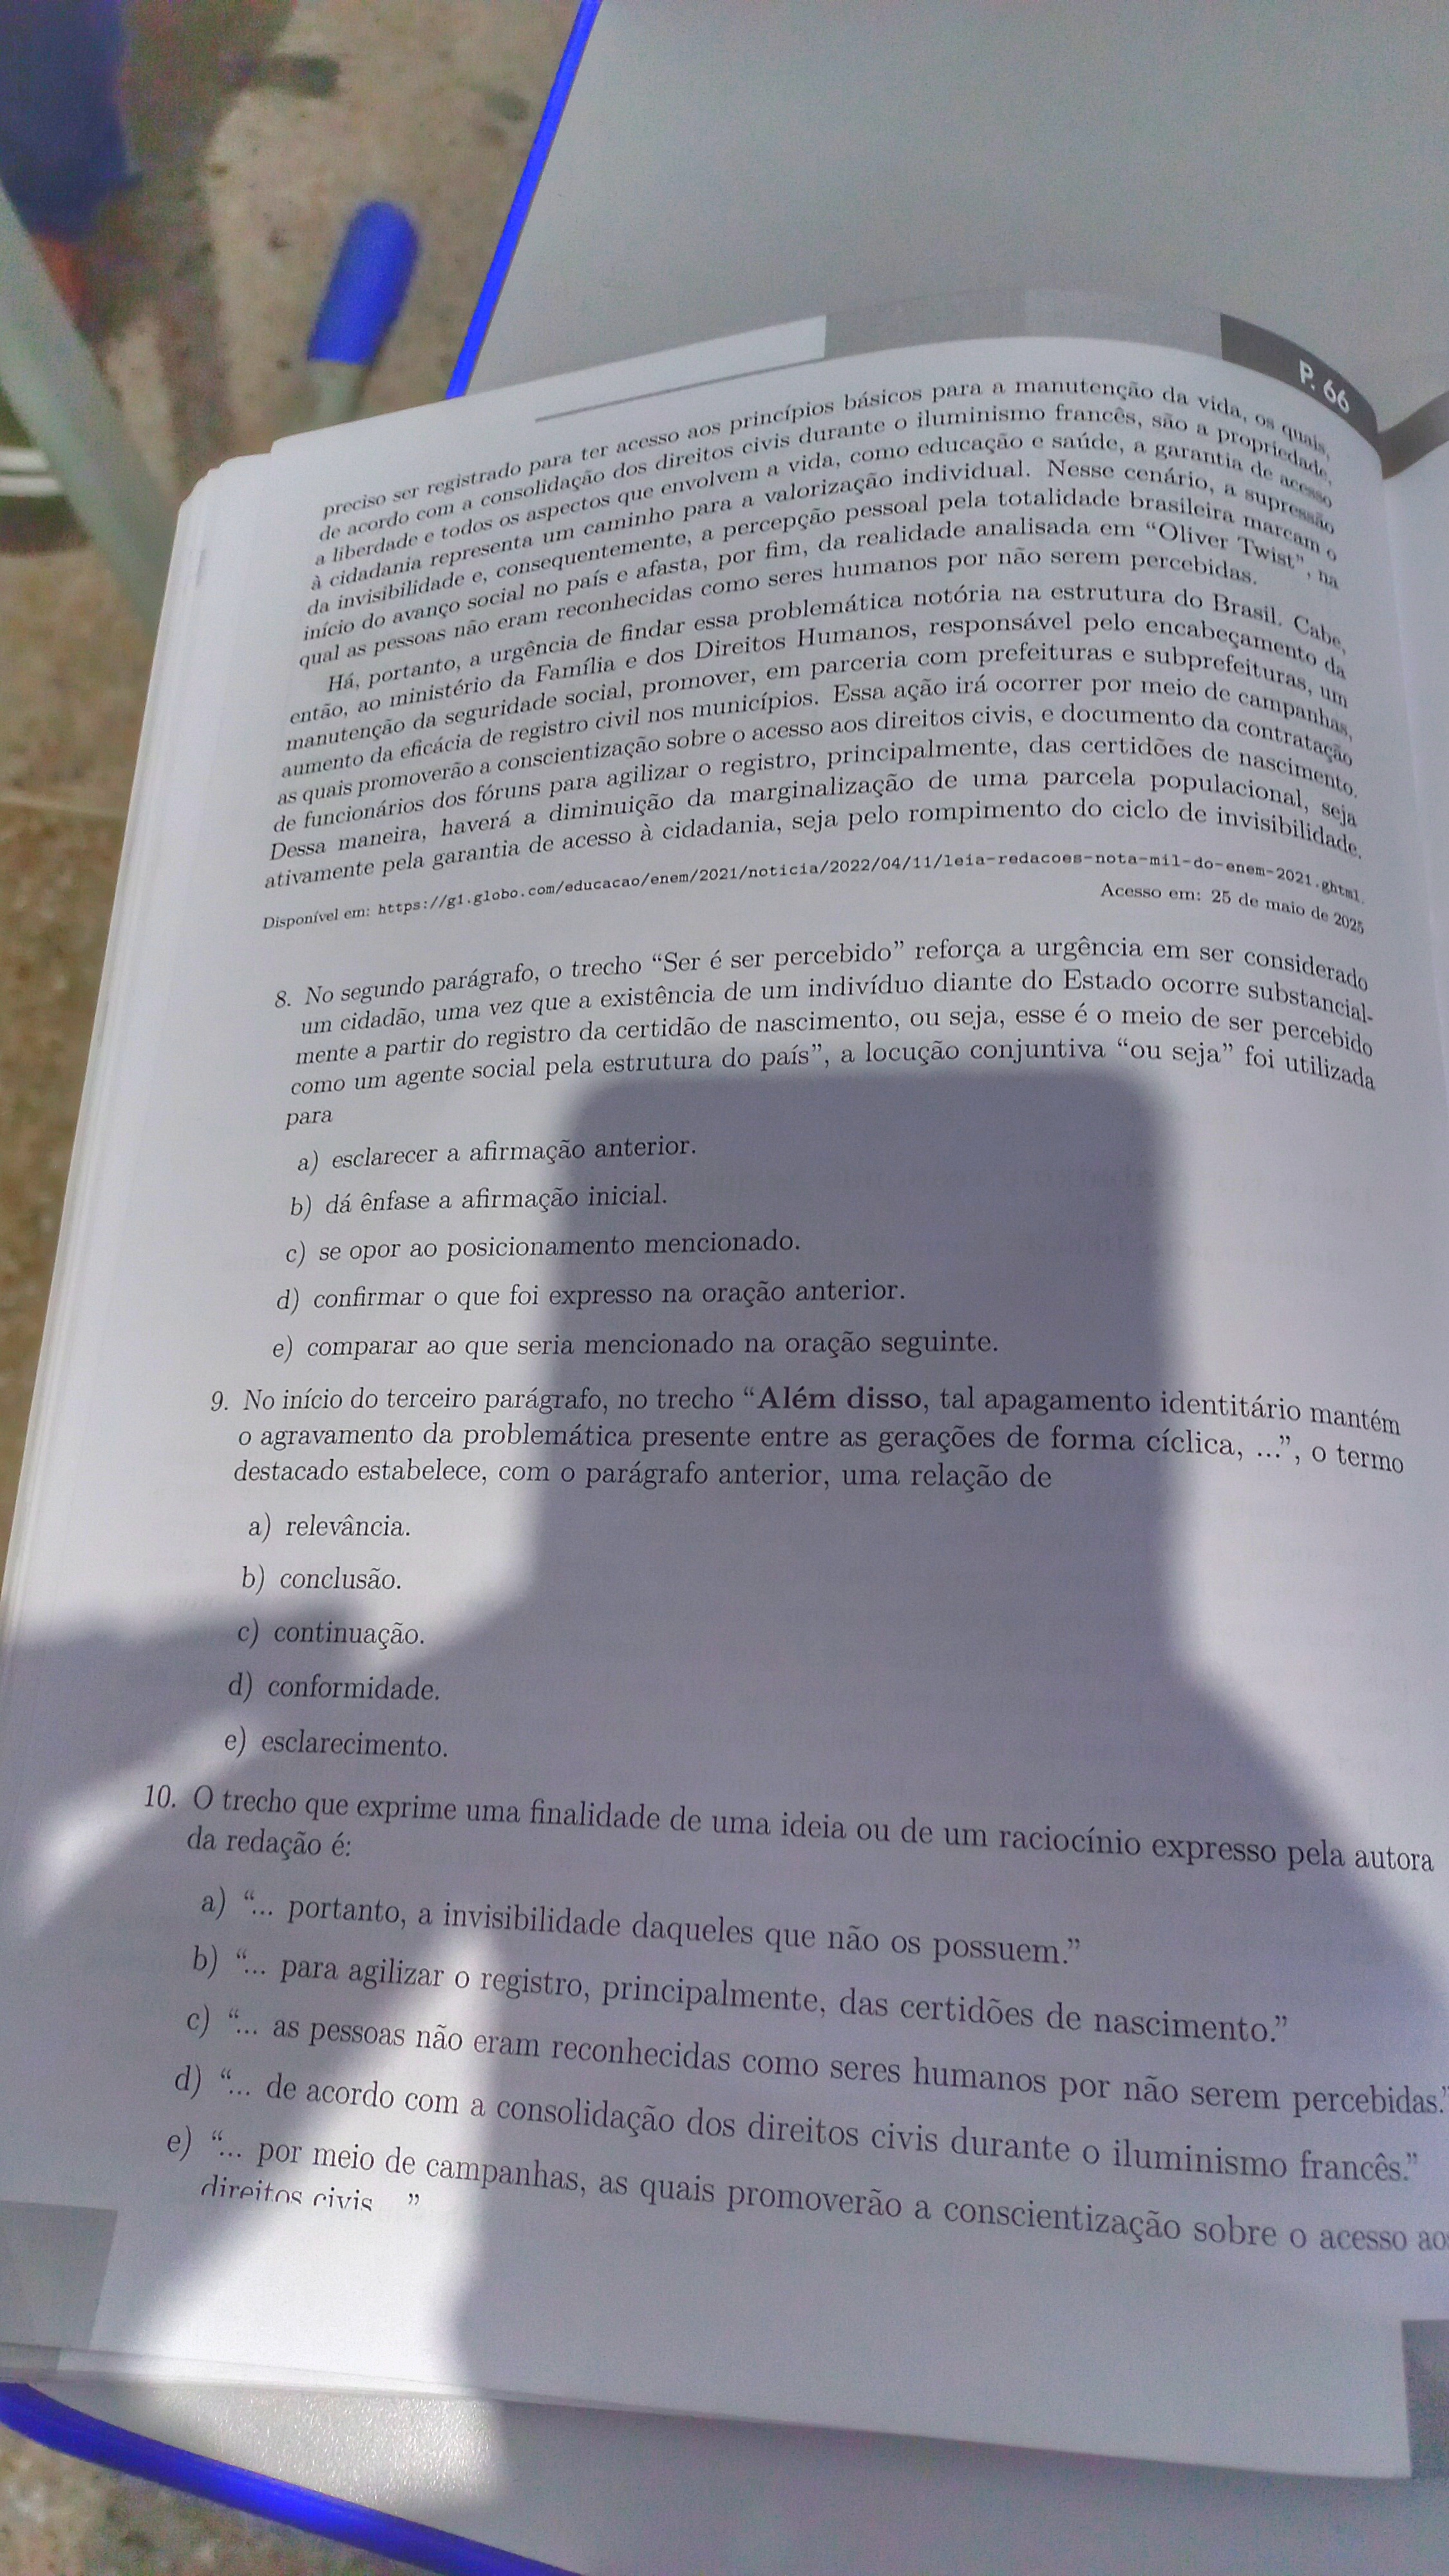 P. 66
preciso ser registrado para ter acesso aos princípios básicos para a manutenção da vida, os quais,
de acordo com a consolidação dos direitos civis durante o iluminismo francês, são a propriedade,
a liberdade e todos os aspectos que envolvem a vida, como educação e saúde, a garantia de acesso
à cidadania representa um caminho para a valorização individual. Nesse cenário, a supressão
da invisibilidade e, consequentemente, a percepção pessoal pela totalidade brasileira marcam o
início do avanço social no país e afasta, por fim, da realidade analisada em “Oliver Twist”, na
qual as pessoas não eram reconhecidas como seres humanos por não serem percebidas.
Há, portanto, a urgência de findar essa problemática notória na estrutura do Brasil. Cabe,
então, ao ministério da Família e dos Direitos Humanos, responsável pelo encabeçamento da
manutenção da seguridade social, promover, em parceria com prefeituras e subprefeituras, um
aumento da eficácia de registro civil nos municípios. Essa ação irá ocorrer por meio de campanhas,
as quais promoverão a conscientização sobre o acesso aos direitos civis, e documento da contratação
de funcionários dos fóruns para agilizar o registro, principalmente, das certidões de nascimento.
Dessa maneira, haverá a diminuição da marginalização de uma parcela populacional, seja
ativamente pela garantia de acesso à cidadania, seja pelo rompimento do ciclo de invisibilidade.
Disponível em: https://g1.globo.com/educacao/enem/2021/noticia/2022/04/11/leia-redacoes-nota-mil-do-enem-2021.ghtml.
Acesso em: 25 de maio de 2025
8. No segundo parágrafo, o trecho “Ser é ser percebido” reforça a urgência em ser considerado
um cidadão, uma vez que a existência de um indivíduo diante do Estado ocorre substancial-
mente a partir do registro da certidão de nascimento, ou seja, esse é o meio de ser percebido
como um agente social pela estrutura do país”, a locução conjuntiva “ou seja” foi utilizada
para
a) esclarecer a afirmação anterior.
b) dá ênfase a afirmação inicial.
c) se opor ao posicionamento mencionado.
d) confirmar o que foi expresso na oração anterior.
e) comparar ao que seria mencionado na oração seguinte.
9. No início do terceiro parágrafo, no trecho “Além disso, tal apagamento identitário mantém
o agravamento da problemática presente entre as gerações de forma cíclica, ...”, o termo
destacado estabelece, com o parágrafo anterior, uma relação de
a) relevância.
b) conclusão.
c) continuação.
d) conformidade.
e) esclarecimento.
10. O trecho que exprime uma finalidade de uma ideia ou de um raciocínio expresso pela autora
da redação é:
a) “... portanto, a invisibilidade daqueles que não os possuem.”
b) “... para agilizar o registro, principalmente, das certidões de nascimento.”
c) “... as pessoas não eram reconhecidas como seres humanos por não serem percebidas.”
d) “... de acordo com a consolidação dos direitos civis durante o iluminismo francês.”
e) “... por meio de campanhas, as quais promoverão a conscientização sobre o acesso aos
direitos civis ...”